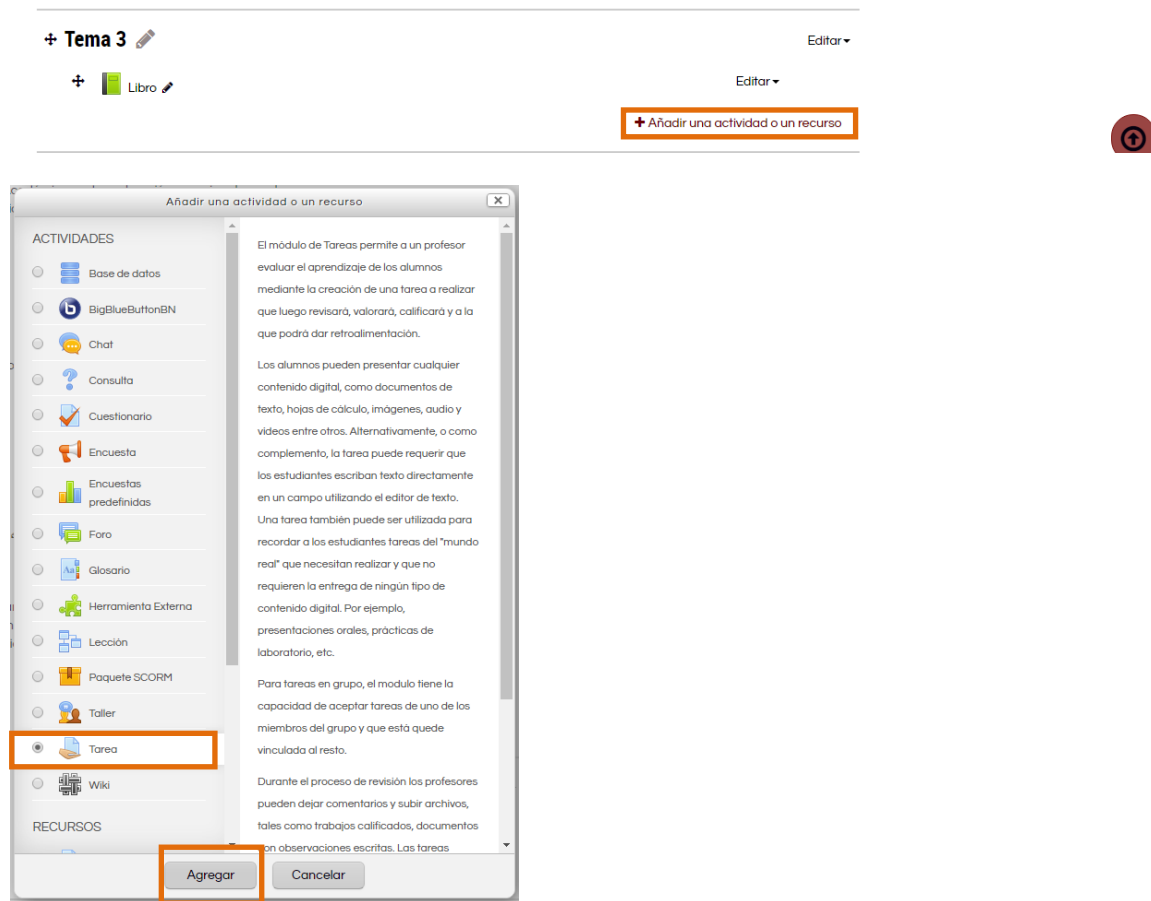 Tema 3
Editar
Libro
Editar
Añadir una actividad o un recurso
Añadir una actividad o un recurso
ACTIVIDADES
Base de datos
BigBlueButtonBN
Chat
Consulta
Cuestionario
Encuesta
Encuestas
predefinidas
Foro
Glosario
Herramienta Externa
Lección
Paquete SCORM
Taller
Tarea
Wiki
RECURSOS
El módulo de Tareas permite a un profesor
evaluar el aprendizaje de los alumnos
mediante la creación de una tarea a realizar
que luego revisará, valorará, calificará y a la
que podrá dar retroalimentación.
Los alumnos pueden presentar cualquier
contenido digital, como documentos de
texto, hojas de cálculo, imágenes, audio y
vídeos entre otros. Alternativamente, o como
complemento, la tarea puede requerir que
los estudiantes escriban texto directamente
en un campo utilizando el editor de texto.
Una tarea también puede ser utilizada para
recordar a los estudiantes tareas del "mundo
real" que necesitan realizar y que no
requieren la entrega de ningún tipo de
contenido digital. Por ejemplo,
presentaciones orales, prácticas de
laboratorio, etc.
Para tareas en grupo, el modulo tiene la
capacidad de aceptar tareas de uno de los
miembros del grupo y que está quede
vinculada al resto.
Durante el proceso de revisión los profesores
pueden dejar comentarios y subir archivos,
tales como trabajos calificados, documentos
con observaciones escritas. Las tareas
Agregar
Cancelar